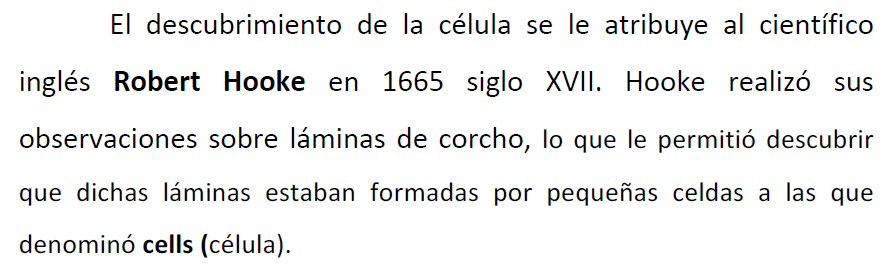 El descubrimiento de la célula se le atribuye al científico
inglés Robert Hooke en 1665 siglo XVII. Hooke realizó sus
observaciones sobre láminas de corcho, lo que le permitió descubrir
que dichas láminas estaban formadas por pequeñas celdas a las que
denominó cells (célula).